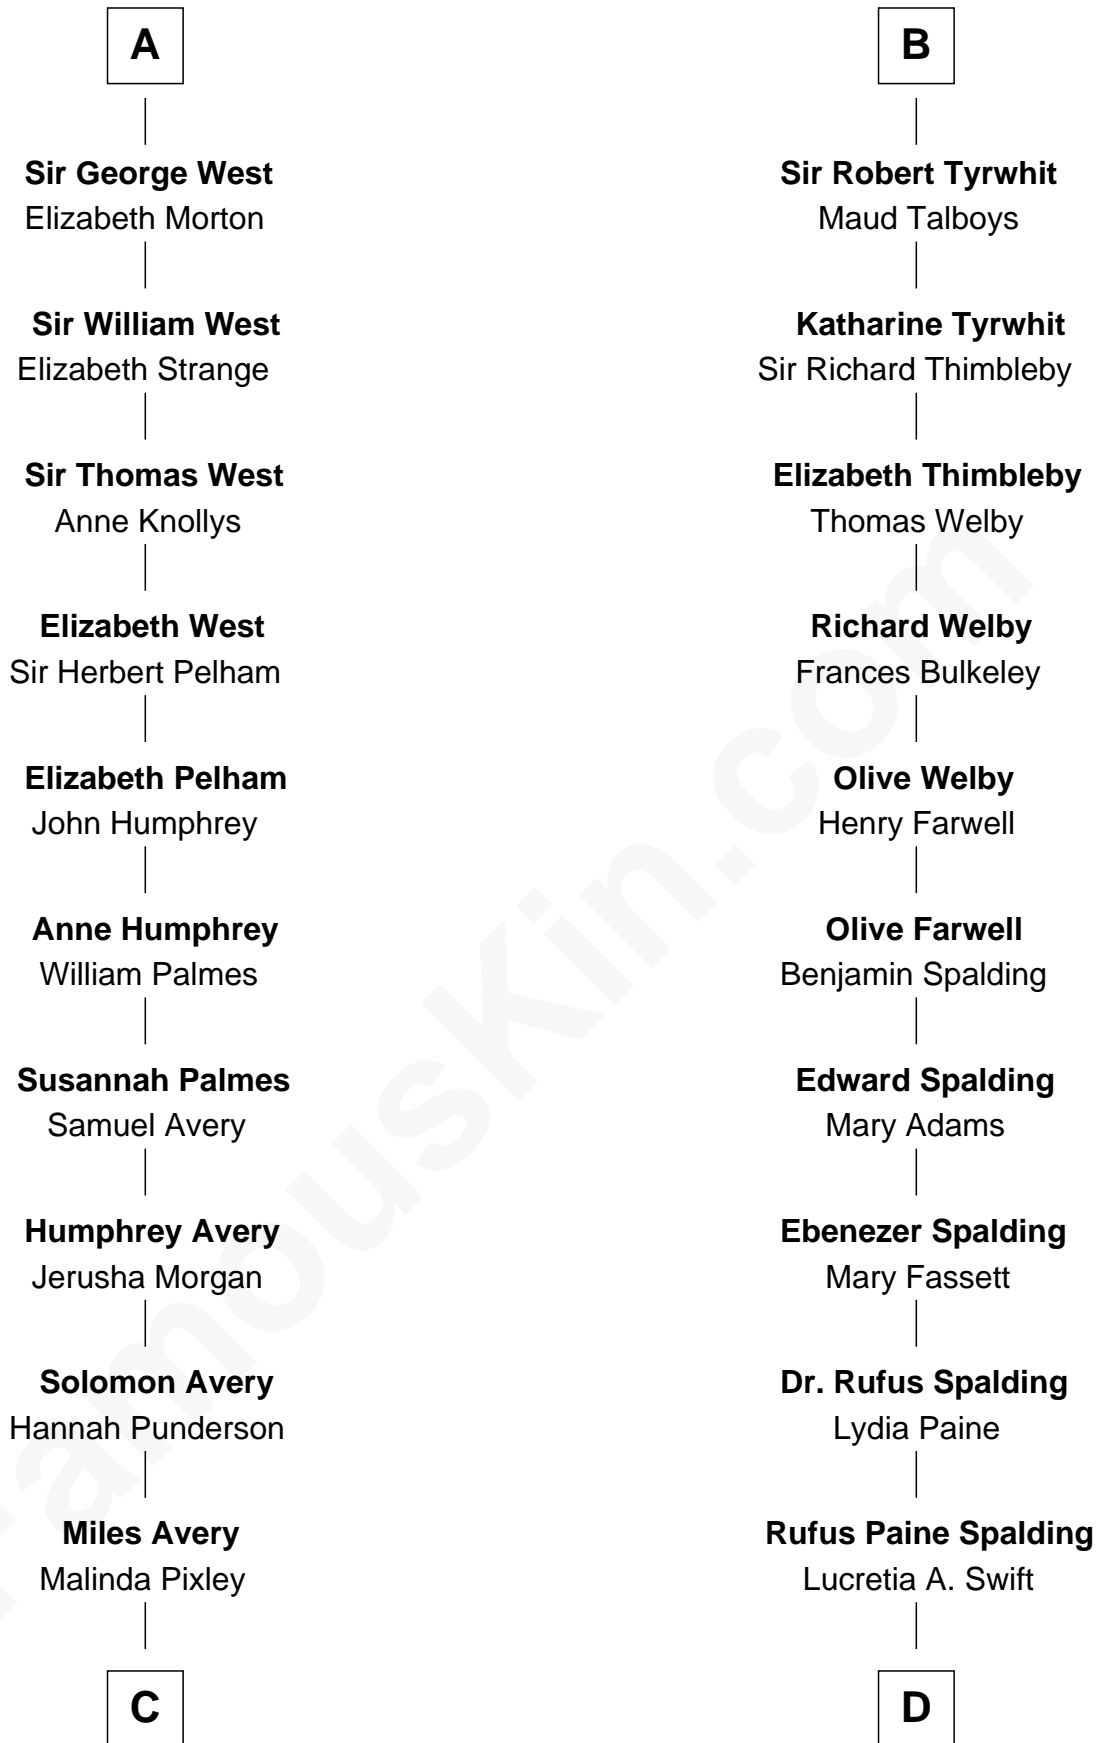 A
Sir George West
Elizabeth Morton
Sir William West
Elizabeth Strange
Sir Thomas West
Anne Knollys
Elizabeth West
Sir Herbert Pelham
Elizabeth Pelham
John Humphrey
Anne Humphrey
William Palmes
Susannah Palmes
Samuel Avery
Humphrey Avery
Jerusha Morgan
Solomon Avery
Hannah Punderson
Miles Avery
Malinda Pixley
C
B
Sir Robert Tyrwhit
Maud Talboys
Katharine Tyrwhit
Sir Richard Thimbleby
Elizabeth Thimbleby
Thomas Welby
Richard Welby
Frances Bulkeley
Olive Welby
Henry Farwell
Olive Farwell
Benjamin Spalding
Edward Spalding
Mary Adams
Ebenezer Spalding
Mary Fassett
Dr. Rufus Spalding
Lydia Paine
Rufus Paine Spalding
Lucretia A. Swift
D
FamousKin.com